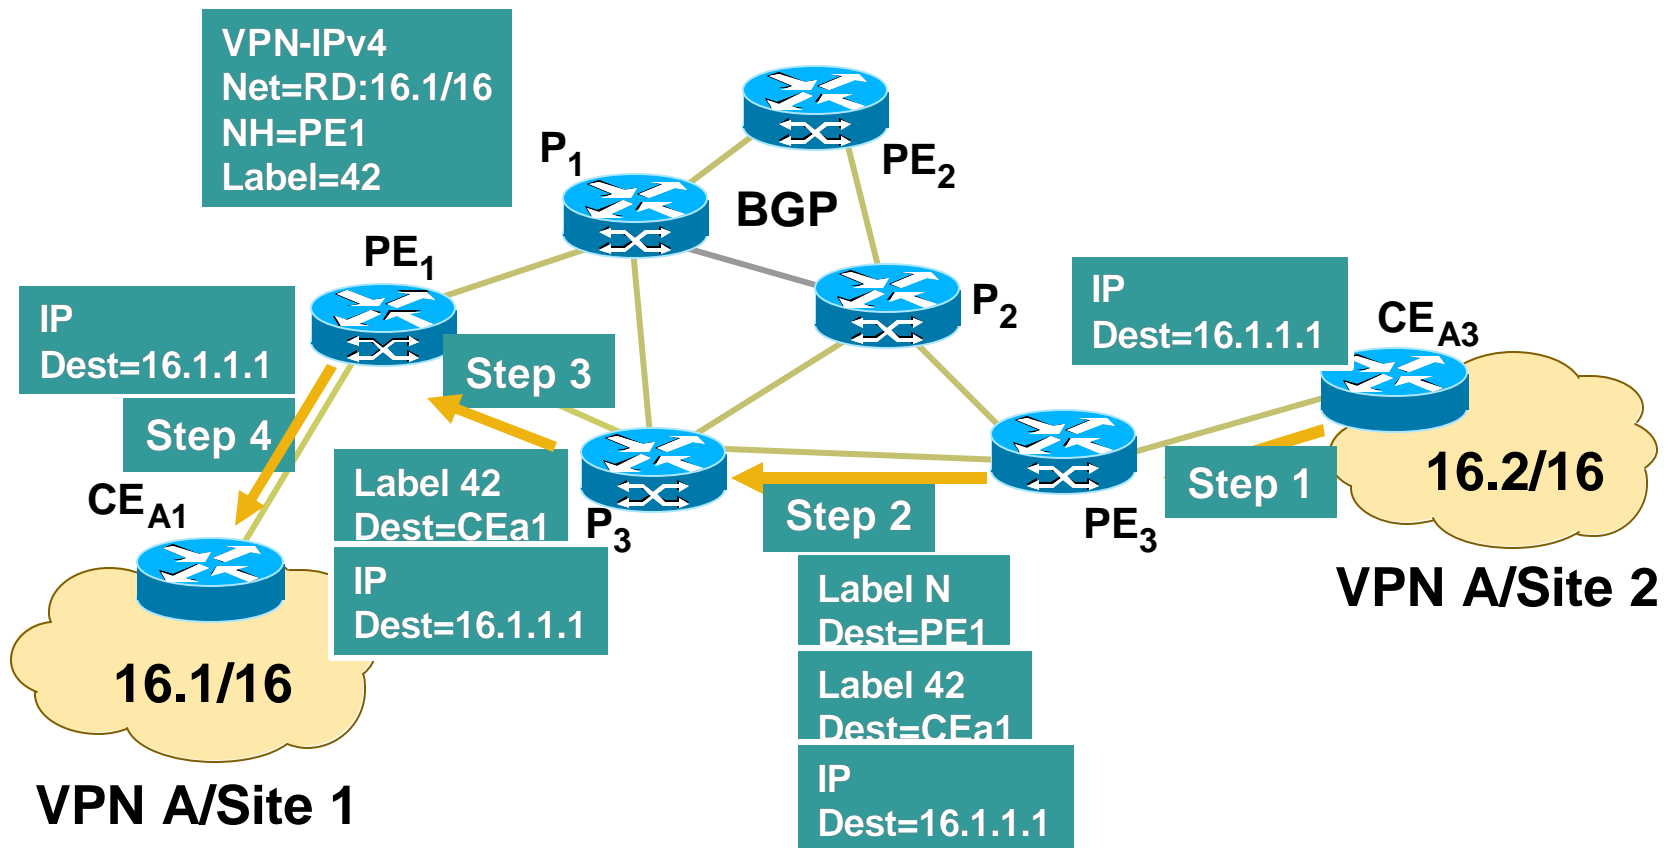 VPN-IPv4
Net=RD:16.1/16
NH=PE1
Label=42
P1
PE2
BGP
PE1
P2
IP
Dest=16.1.1.1
CEA3
IP
Dest=16.1.1.1
Step 3
Step 4
16.2/16
Step 1
CEA1
Label 42
Dest=CEa1
P3
Step 2
PE3
IP
Dest=16.1.1.1
Label N
Dest=PE1
VPN A/Site 2
16.1/16
Label 42
Dest=CEa1
IP
Dest=16.1.1.1
VPN A/Site 1